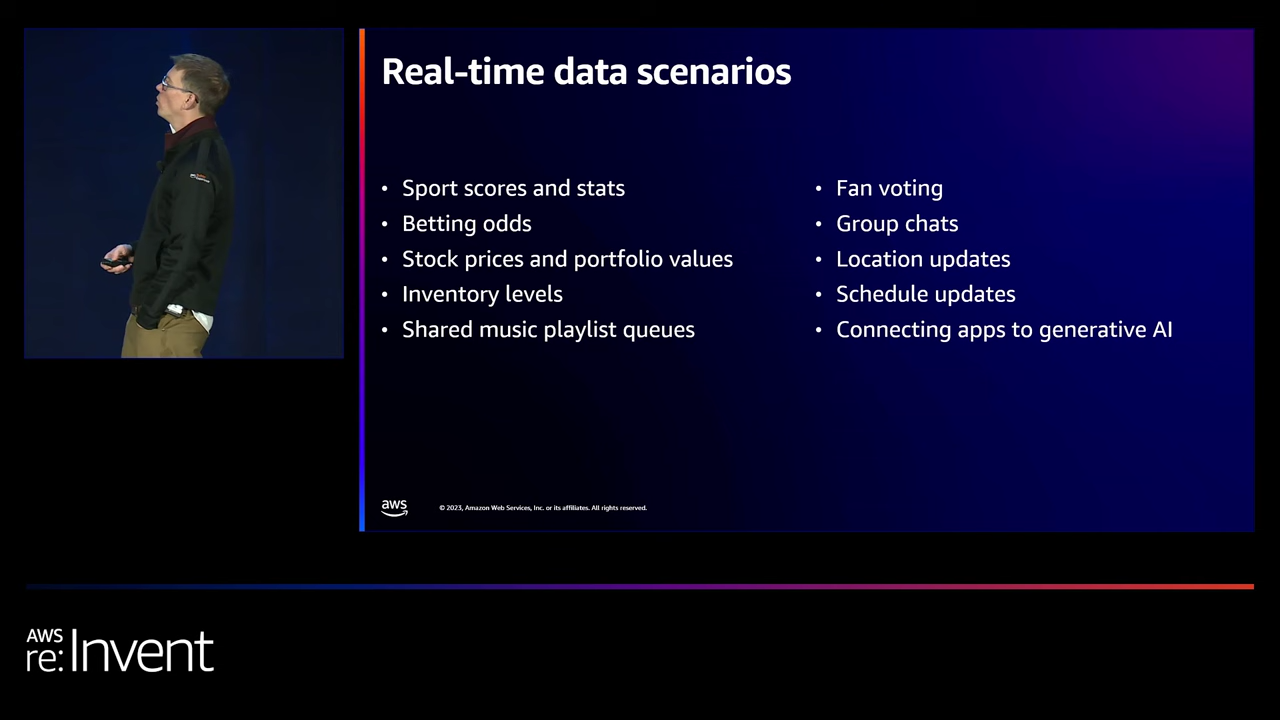 Real-time data scenarios
• Sport scores and stats
• Betting odds
• Stock prices and portfolio values
• Inventory levels
• Shared music playlist queues
• Fan voting
• Group chats
• Location updates
• Schedule updates
• Connecting apps to generative AI
aws
© 2023, Amazon Web Services, Inc. or its affiliates. All rights reserved.
AWS
re:Invent